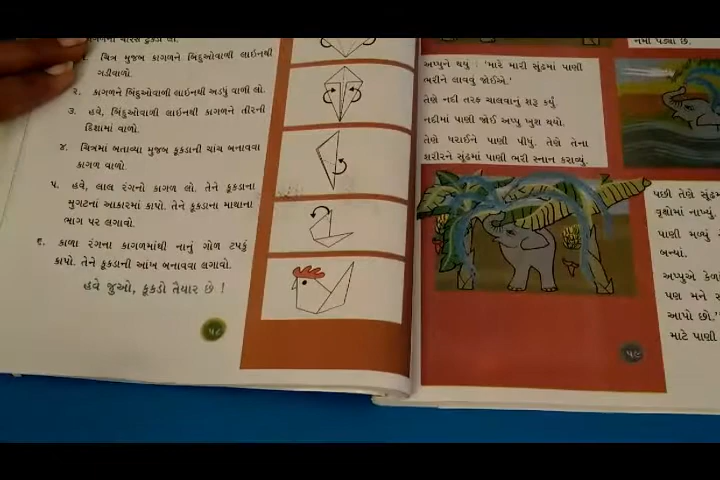 ચિત્ર મુજબ કાગળને બિંદુઓવાળી લાઇનથી
ગડીવાળો.
૨. કાગળને બિંદુઓવાળી લાઇનથી અડધું વાળી લો.
૩. હવે, બિંદુઓવાળી લાઇનથી કાગળને તીરની
દિશામાં વાળો.
૪. ચિત્રમાં બતાવ્યા મુજબ કૂકડાની ચાંચ બનાવવા
કાગળ વાળો.
૫. હવે, લાલ રંગનો કાગળ લો. તેને કૂકડાના
મુગટનાં આકારમાં કાપો. તેને કૂકડાના માથાના
ભાગ પર લગાવો.
૬. કાળા રંગના કાગળમાંથી નાનું ગોળ ટપકું
કાપો. તેને કૂકડાની આંખ બનાવવા લગાવો.
હવે જુઓ, કૂકડો તૈયાર છે !
૫૮
અપ્પુને થયું : 'મારે મારી સૂંઢમાં પાણી
ભરીને લાવવું જોઈએ.'
તેણે નદી તરફ ચાલવાનું શરૂ કર્યું
નદીમાં પાણી જોઈ અપ્પુ ખુશ થયો.
તેણે ધરાઈને પાણી પીધું. તેણે તેના
શરીરને સૂંઢમાં પાણી ભરી સ્નાન કરાવ્યું.
પછી તેણે સૂંઢમ
વૃક્ષોમાં નાખ્યું
પાણી મળ્યું
બન્યાં.
અપ્પુએ કેળ
પણ મને
આપો છો.'
માટે પાણી
૫૯